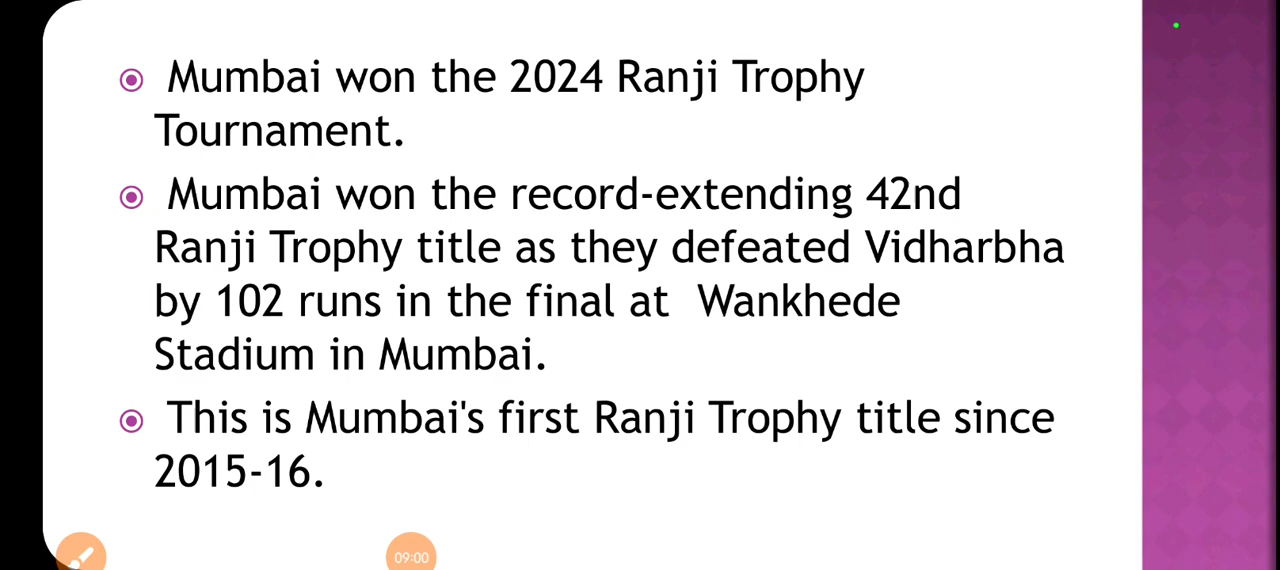 Mumbai won the 2024 Ranji Trophy
Tournament.
Mumbai won the record-extending 42nd
Ranji Trophy title as they defeated Vidharbha
by 102 runs in the final at Wankhede
Stadium in Mumbai.
This is Mumbai's first Ranji Trophy title since
2015-16.
09:00